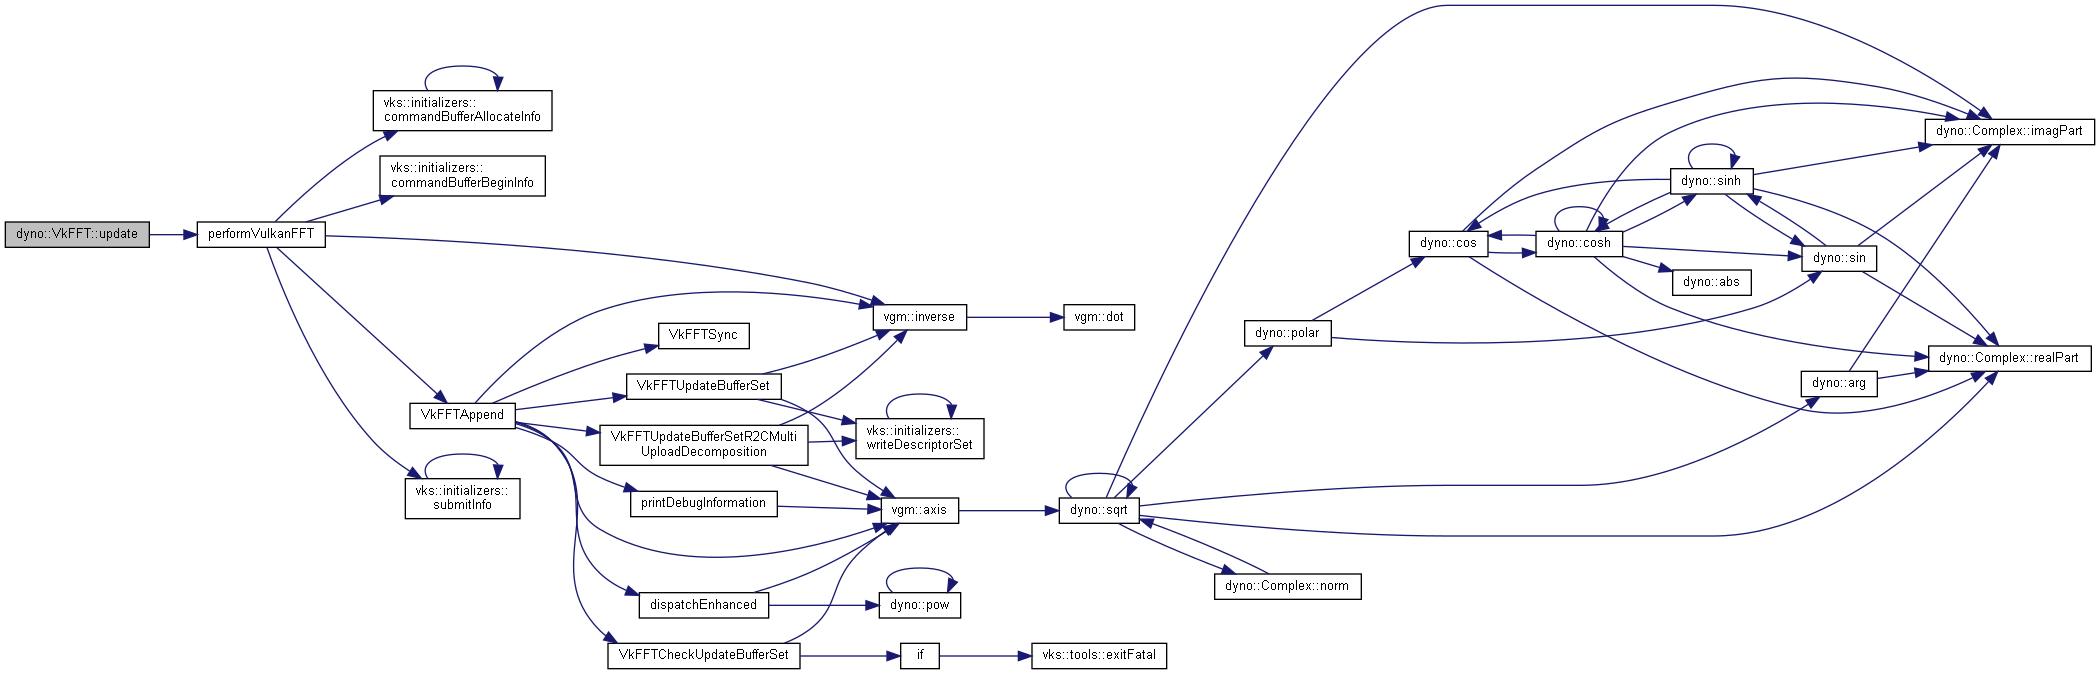 dyno::VkFFT::update
performVulkanFFT
vks::initializers::
commandBufferAllocateInfo
vks::initializers::
commandBufferBeginInfo
VkFFTAppend
vks::initializers::
submitInfo
VkFFTSync
VkFFTUpdateBufferSet
VkFFTUpdateBufferSetR2CMulti
UploadDecomposition
printDebugInformation
dispatchEnhanced
VkFFTCheckUpdateBufferSet
vgm::inverse
vks::initializers::
writeDescriptorSet
vgm::axis
dyno::pow
if
vgm::dot
dyno::sqrt
vks::tools::exitFatal
dyno::polar
dyno::Complex::norm
dyno::cos
dyno::cosh
dyno::sinh
dyno::abs
dyno::sin
dyno::arg
dyno::Complex::imagPart
dyno::Complex::realPart